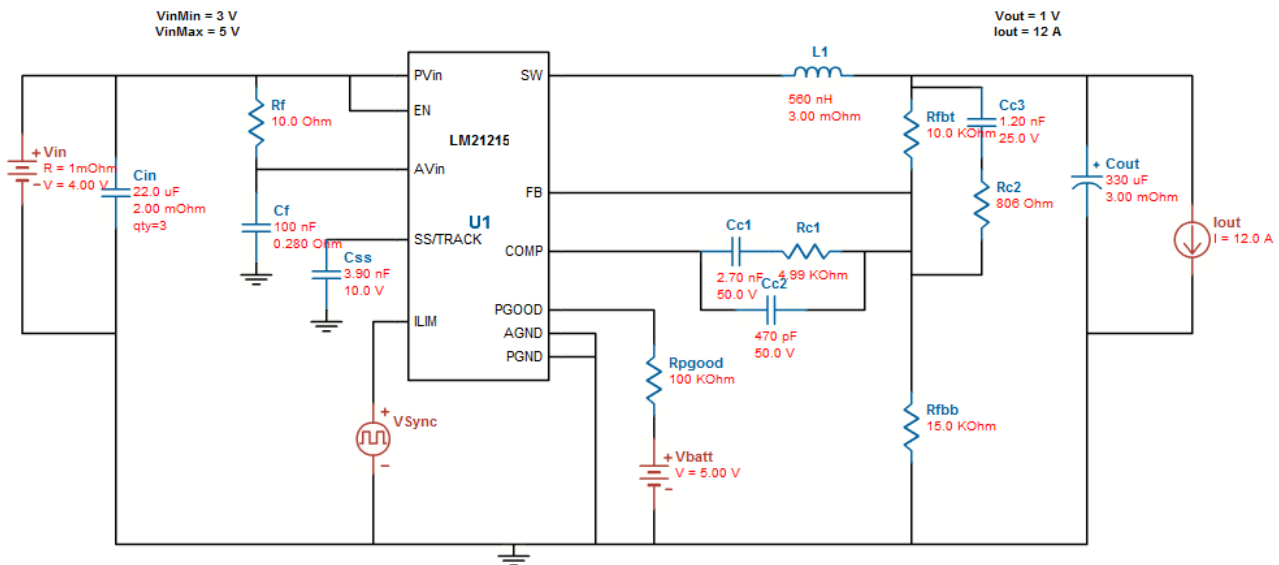 VinMin = 3 V
VinMax = 5 V
Vout = 1 V
Iout = 12 A
PVin
EN
AVin
SS/TRACK
ILIM
LM21215
U1
SW
FB
COMP
PGOOD
AGND
PGND
Vin
R = 1mOhm
V = 4.00 V
Cin
22.0 uF
2.00 mOhm
qty=3
Rf
10.0 Ohm
Cf
100 nF
0.280 Ohm
Css
3.90 nF
10.0 V
VSync
L1
560 nH
3.00 mOhm
Rfbt
10.0 KOhm
Cc3
1.20 nF
25.0 V
Rc2
806 Ohm
Cout
330 uF
3.00 mOhm
Iout
I = 12.0 A
Cc1
2.70 nF
50.0 V
Rc1
4.99 KOhm
Cc2
470 pF
50.0 V
Rpgood
100 KOhm
Vbatt
V = 5.00 V
Rfbb
15.0 KOhm
+
-
+
-
+
-
+